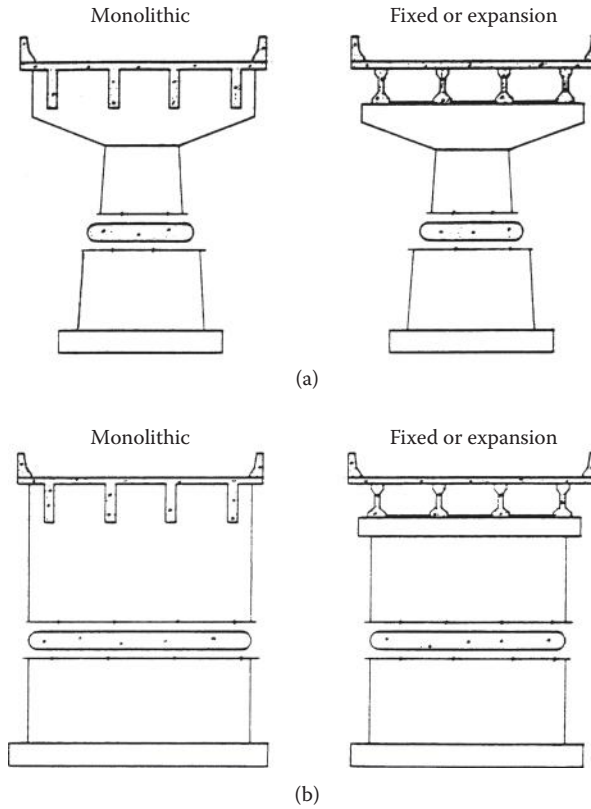 Monolithic
Fixed or expansion
(a)
Monolithic
Fixed or expansion
(b)